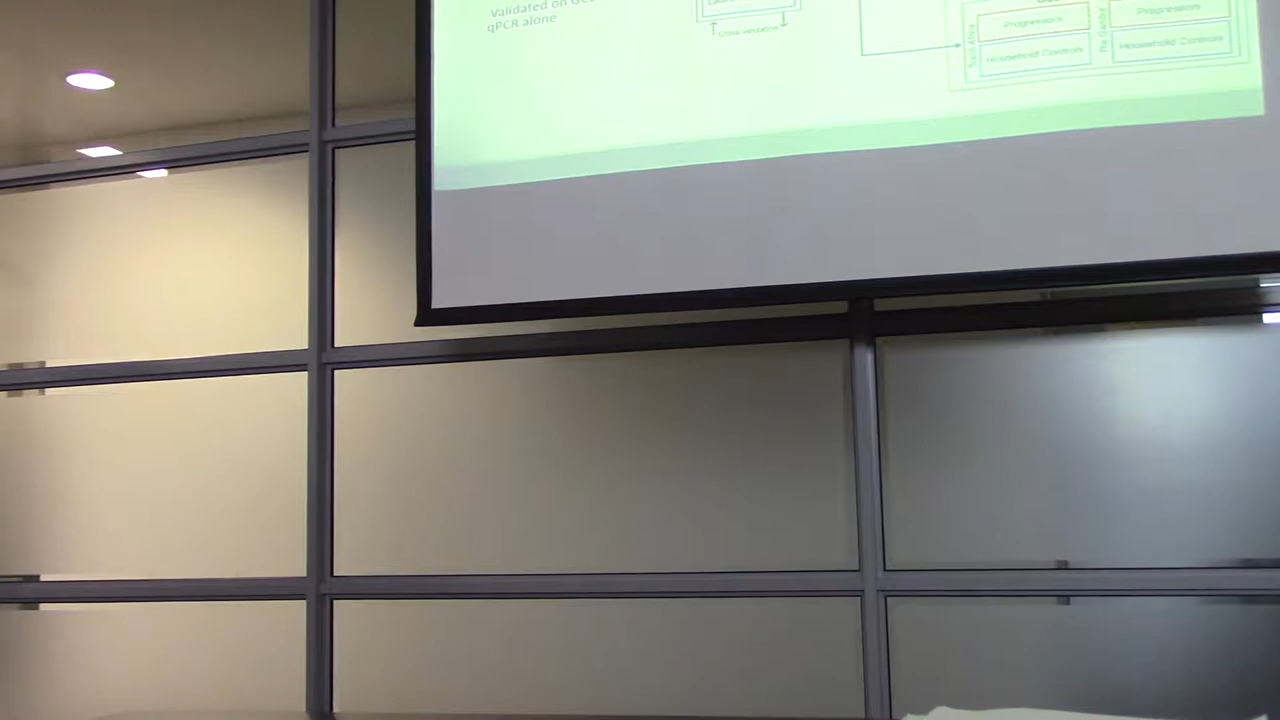 Validated on
qPCR alone
Cross validation
South Africa
Progressors
Household Controls
The Gambia
Progressors
Household Controls